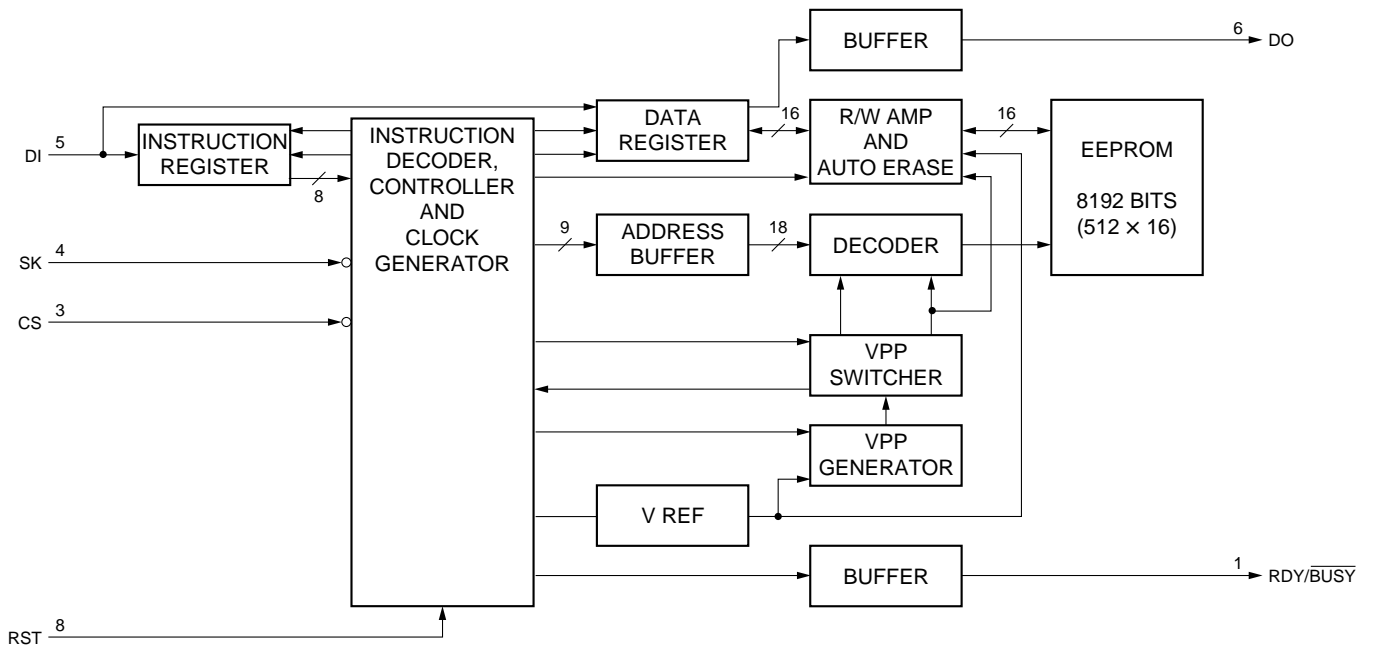 BUFFER
6
DO
DI
5
INSTRUCTION
REGISTER
8
INSTRUCTION
DECODER,
CONTROLLER
AND
CLOCK
GENERATOR
DATA
REGISTER
16
R/W AMP
AND
AUTO ERASE
16
EEPROM
8192 BITS
(512 × 16)
9
ADDRESS
BUFFER
18
DECODER
SK
4
CS
3
VPP
SWITCHER
VPP
GENERATOR
V REF
BUFFER
1
RDY/B̅U̅S̅Y̅
RST
8